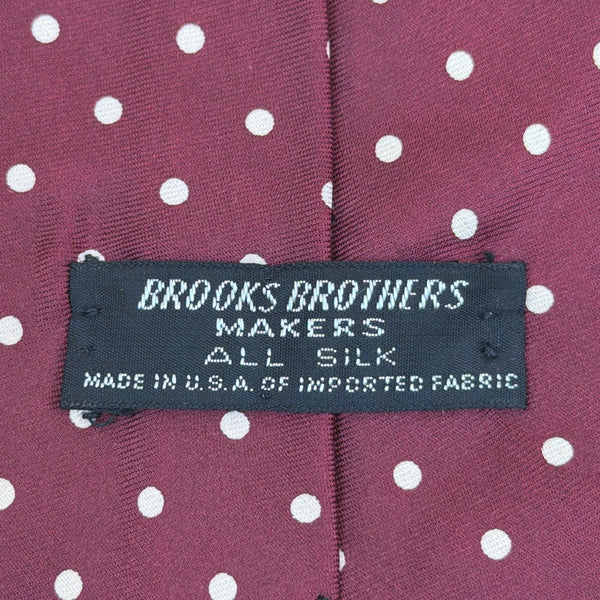 BROOKS BROTHERS
MAKERS
ALL SILK
MADE IN U.S.A. OF IMPORTED FABRIC